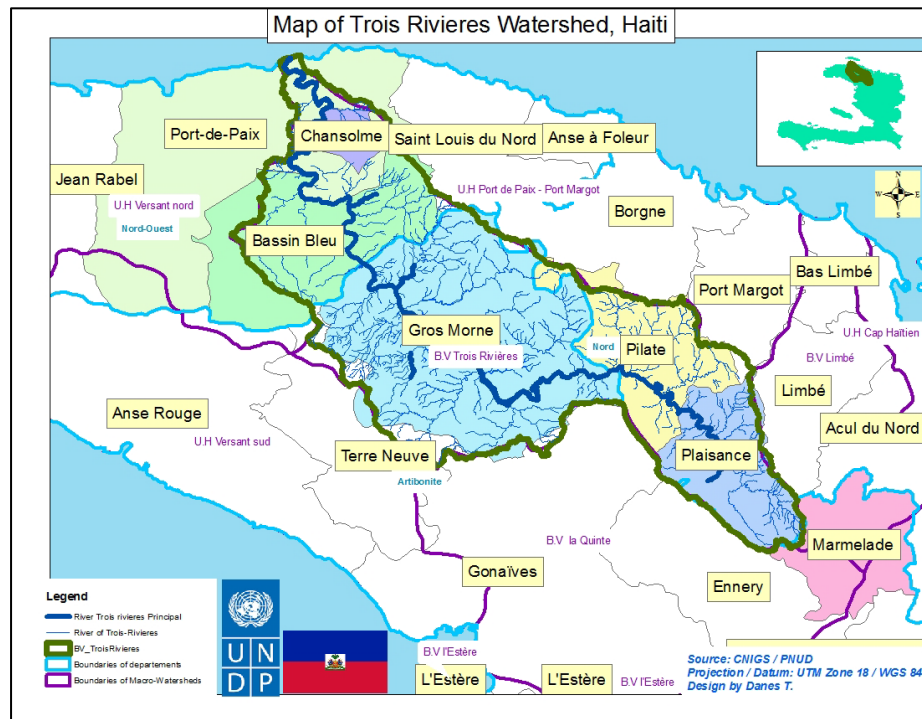 Map of Trois Rivieres Watershed, Haiti
Port-de-Paix
Chansolme
Saint Louis du Nord
Anse à Foleur
Jean Rabel
U.H Versant nord
Nord-Ouest
U.H Port de Paix - Port Margot
N
W
E
S
Borgne
Bassin Bleu
Port Margot
Bas Limbé
Gros Morne
B.V Trois Rivières
Nord
Pilate
U.H Cap Haïtien
B.V Limbé
Limbé
Anse Rouge
U.H Versant sud
Terre Neuve
Artibonite
Plaisance
Acul du Nord
B.V la Quinte
Marmelade
Gonaïves
Ennery
Legend
River Trois rivieres Principal
River of Trois-Rivieres
BV_TroisRivieres
Boundaries of departements
Boundaries of Macro-Watersheds
U N
D P
B.V l'Estère
L'Estère
L'Estère
B.V l'Estère
Source: CNIGS / PNUD
Projection / Datum: UTM Zone 18 / WGS 84
Design by Danes T.